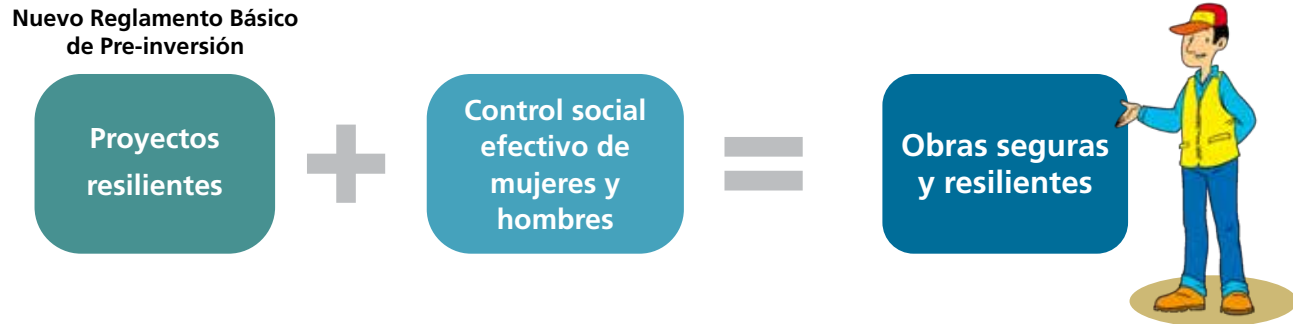 Nuevo Reglamento Básico
de Pre-inversión
Proyectos
resilientes
Control social
efectivo de
mujeres y
hombres
Obras seguras
y resilientes